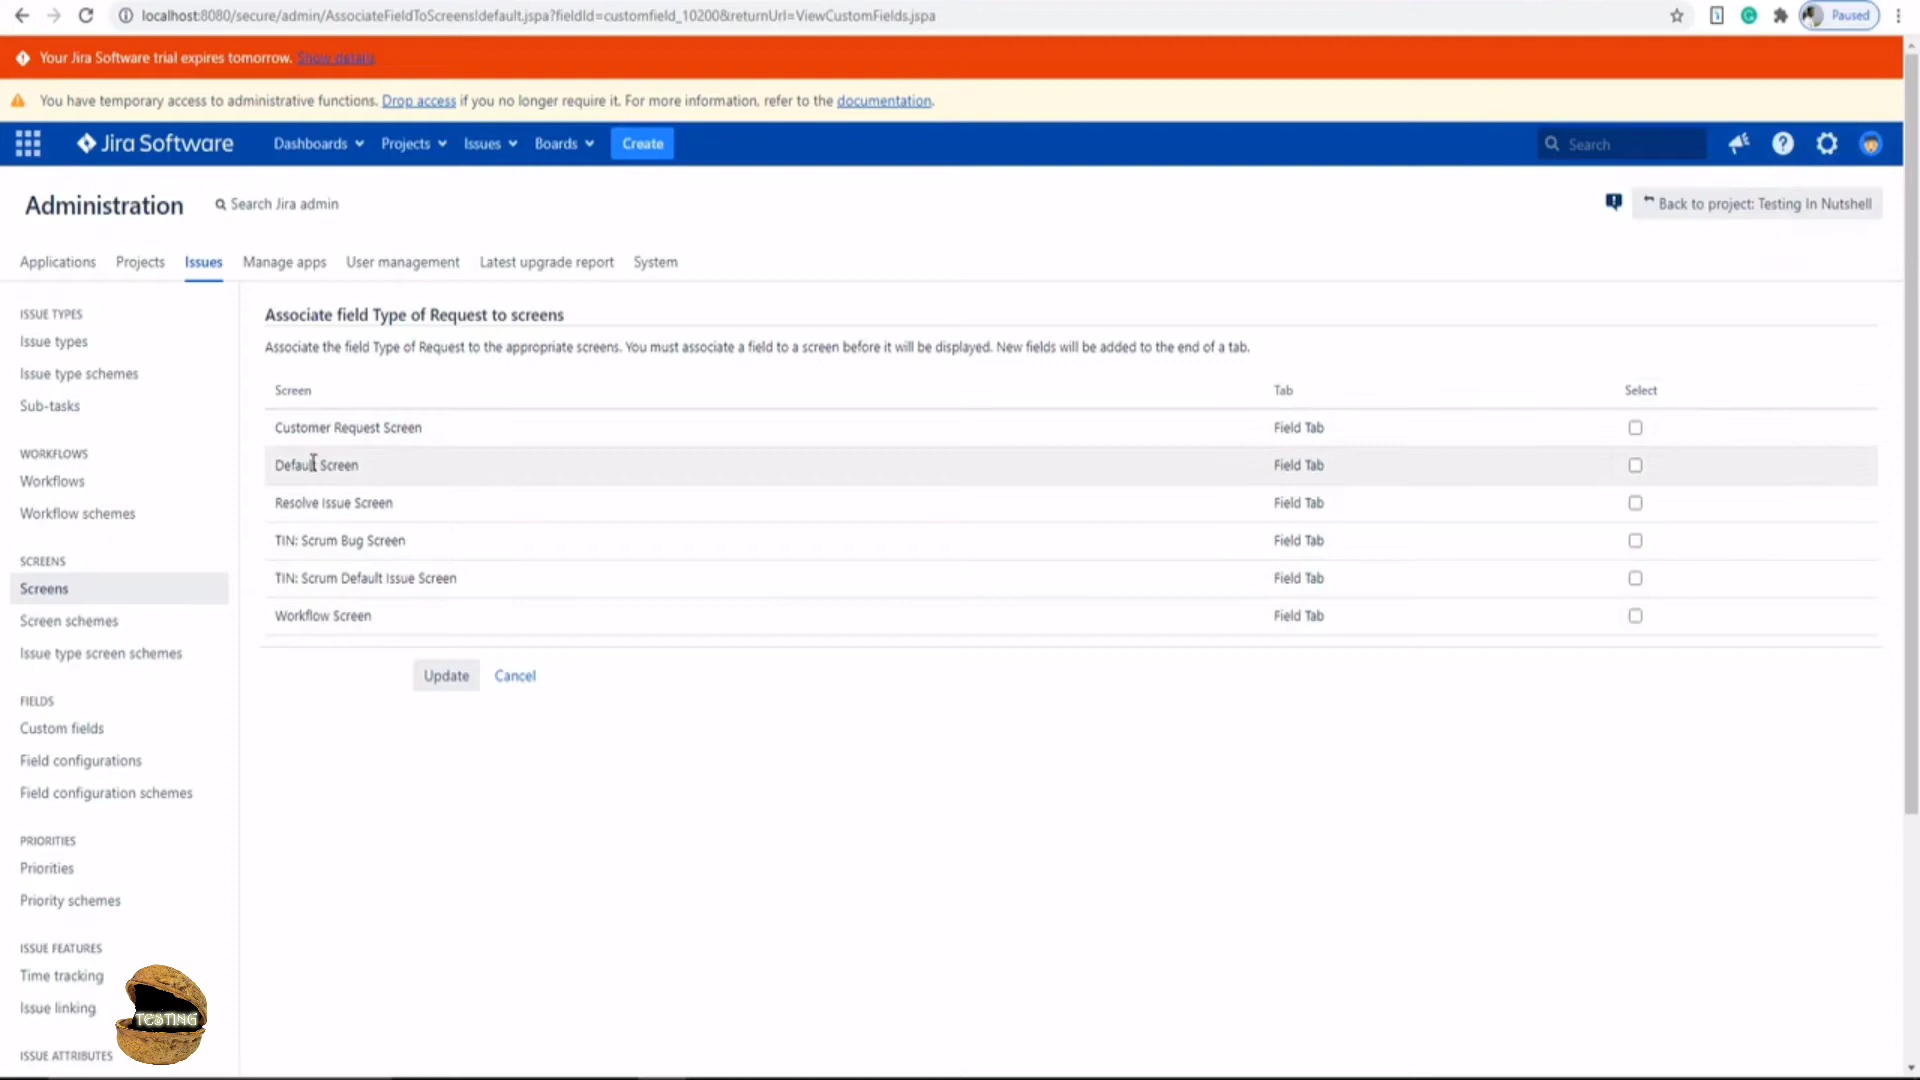 localhost:8080/secure/admin/AssociateFieldToScreens!default.jspa?fieldId=customfield_10200&returnUrl=ViewCustomFields.jspa
Paused
Your Jira Software trial expires tomorrow. Show details
You have temporary access to administrative functions. Drop access if you no longer require it. For more information, refer to the documentation.
Jira Software Dashboards Projects Issues Boards Create Search
Administration Search Jira admin Back to project: Testing In Nutshell
Applications Projects Issues Manage apps User management Latest upgrade report System
ISSUE TYPES
Issue types
Issue type schemes
Sub-tasks
WORKFLOWS
Workflows
Workflow schemes
SCREENS
Screens
Screen schemes
Issue type screen schemes
FIELDS
Custom fields
Field configurations
Field configuration schemes
PRIORITIES
Priorities
Priority schemes
ISSUE FEATURES
Time tracking
Issue linking
ISSUE ATTRIBUTES
TESTING
Associate field Type of Request to screens
Associate the field Type of Request to the appropriate screens. You must associate a field to a screen before it will be displayed. New fields will be added to the end of a tab.
Screen Tab Select
Customer Request Screen Field Tab
Default Screen Field Tab
Resolve Issue Screen Field Tab
TIN: Scrum Bug Screen Field Tab
TIN: Scrum Default Issue Screen Field Tab
Workflow Screen Field Tab
Update Cancel